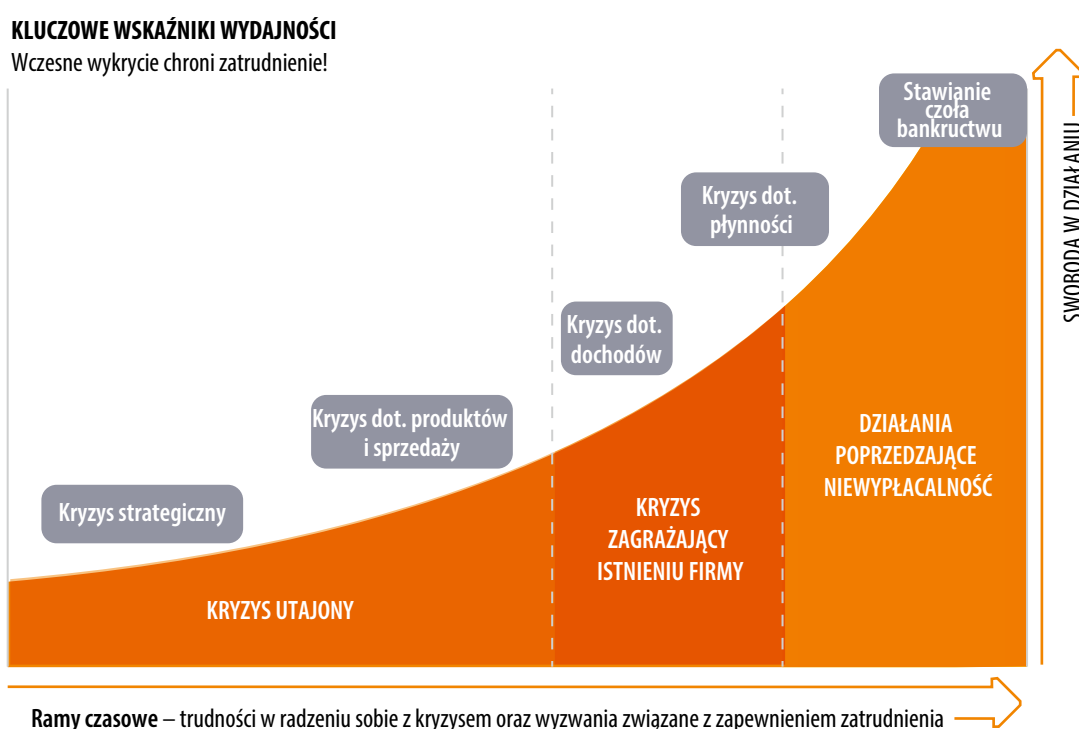 KLUCZOWE WSKAŹNIKI WYDAJNOŚCI
Wczesne wykrycie chroni zatrudnienie!
Stawianie
czoła
bankructwu
SWOBODA W DZIAŁANIU
Kryzys dot.
płynności
Kryzys dot.
dochodów
Kryzys dot. produktów
i sprzedaży
Kryzys strategiczny
DZIAŁANIA
POPRZEDZAJĄCE
NIEWYPŁACALNOŚĆ
KRYZYS
ZAGRAŻAJĄCY
ISTNIENIU FIRMY
KRYZYS UTAJONY
Ramy czasowe – trudności w radzeniu sobie z kryzysem oraz wyzwania związane z zapewnieniem zatrudnienia